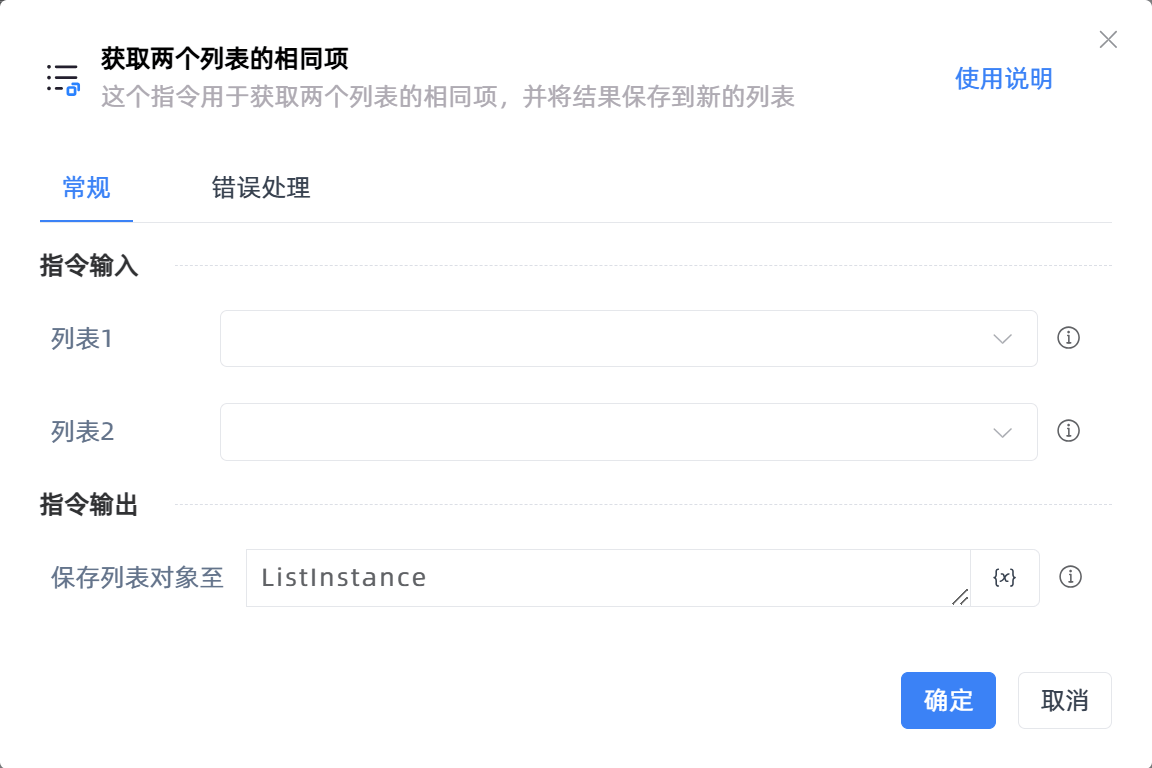 获取两个列表的相同项
这个指令用于获取两个列表的相同项，并将结果保存到新的列表
使用说明
常规
错误处理
指令输入
列表1
列表2
指令输出
保存列表对象至
ListInstance
{x}
确定
取消